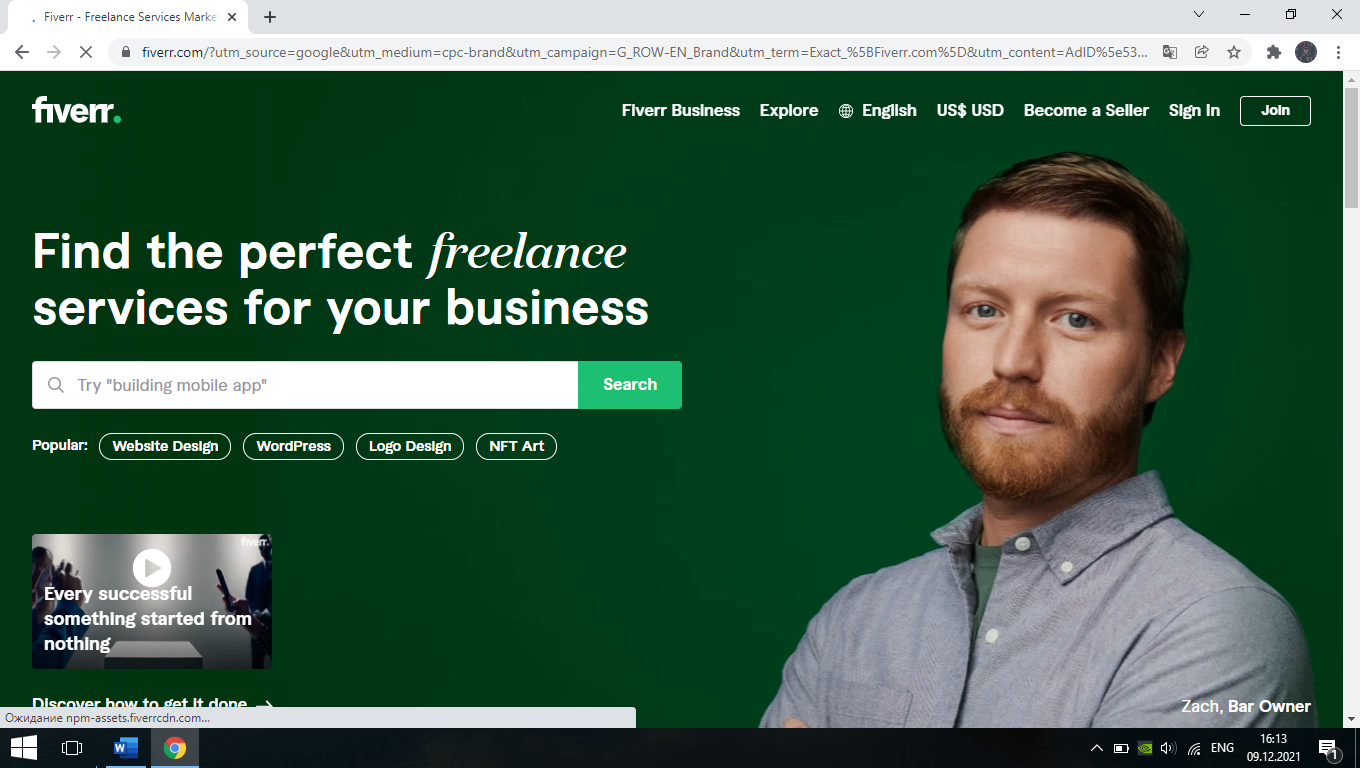 Fiverr - Freelance Services Marke
fiverr.com/?utm_source=google&utm_medium=cpc-brand&utm_campaign=G_ROW-EN_Brand&utm_term=Exact_%5BFiverr.com%5D&utm_content=AdID%5e53...
fiverr.
Fiverr Business
Explore
English
US$ USD
Become a Seller
Sign In
Join
Find the perfect freelance
services for your business
Try "building mobile app"
Search
Popular:
Website Design
WordPress
Logo Design
NFT Art
fiverr.
Every successful
something started from
nothing
Discover how to get it done
Zach, Bar Owner
Ожидание npm-assets.fiverrcdn.com...
W
ENG
16:13
09.12.2021
1